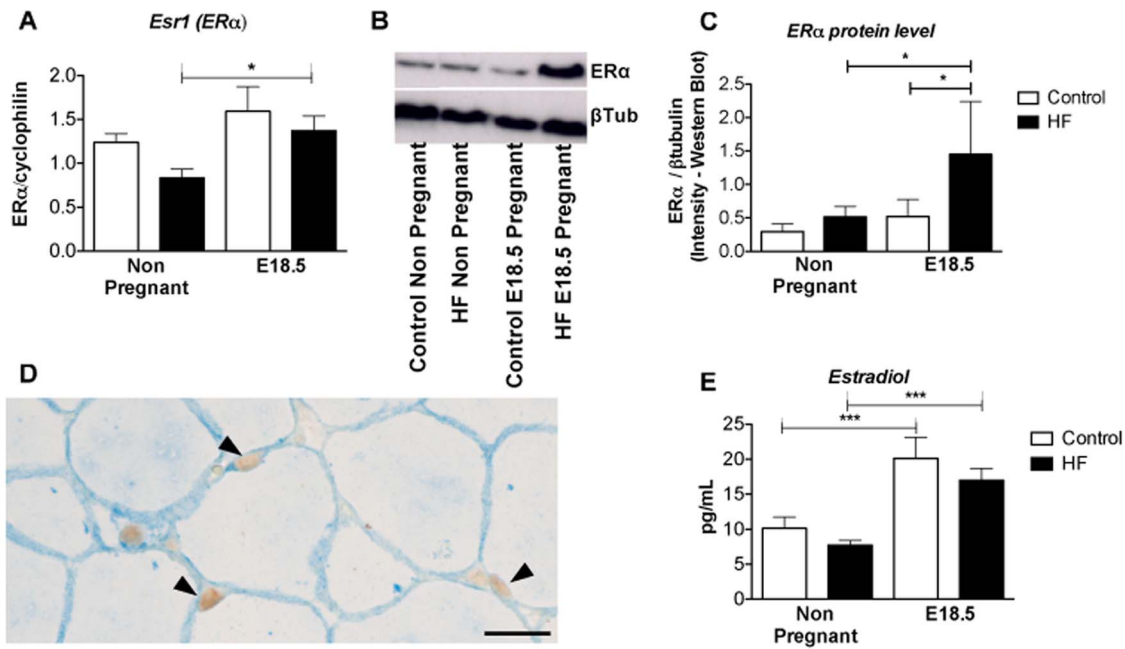 A
Esr1 (ERα)
ERα/cyclophilin
2.0
1.5
1.0
0.5
0.0
*
Non
Pregnant
E18.5
B
ERα
βTub
Control Non Pregnant
HF Non Pregnant
Control E18.5 Pregnant
HF E18.5 Pregnant
C
ERα protein level
ERα / βtubulin
(Intensity - Western Blot)
2.5
2.0
1.5
1.0
0.5
0.0
*
*
Non
Pregnant
E18.5
Control
HF
D
E
Estradiol
pg/mL
25
20
15
10
5
0
***
***
Non
Pregnant
E18.5
Control
HF